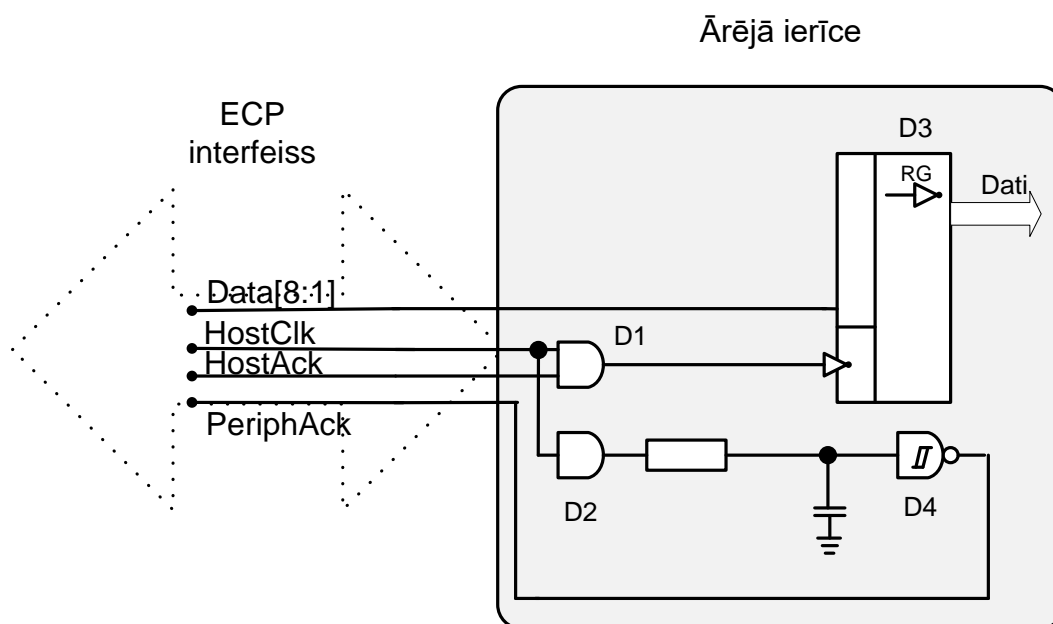 Ārējā ierīce
ECP
interfeiss
D3
RG
Dati
Data[8:1]
HostClk
D1
HostAck
PeriphAck
D2
D4